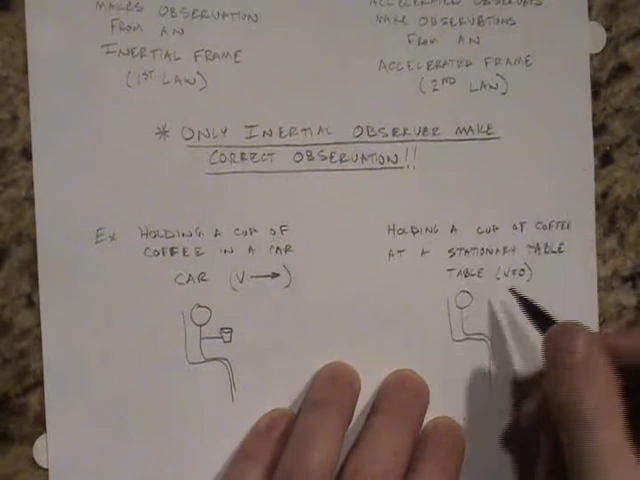 MAKES OBSERVATION
FROM AN
INERTIAL FRAME
(1ST LAW)
ACCELERATED OBSERVERS
MAKE OBSERVATIONS
FROM AN
ACCELERATED FRAME
(2ND LAW)
* ONLY INERTIAL OBSERVER MAKE
CORRECT OBSERVATION!!
EX HOLDING A CUP OF
COFFEE IN A CAR
CAR (V →)
HOLDING A CUP OF COFFEE
AT A STATIONARY TABLE
TABLE (V=0)